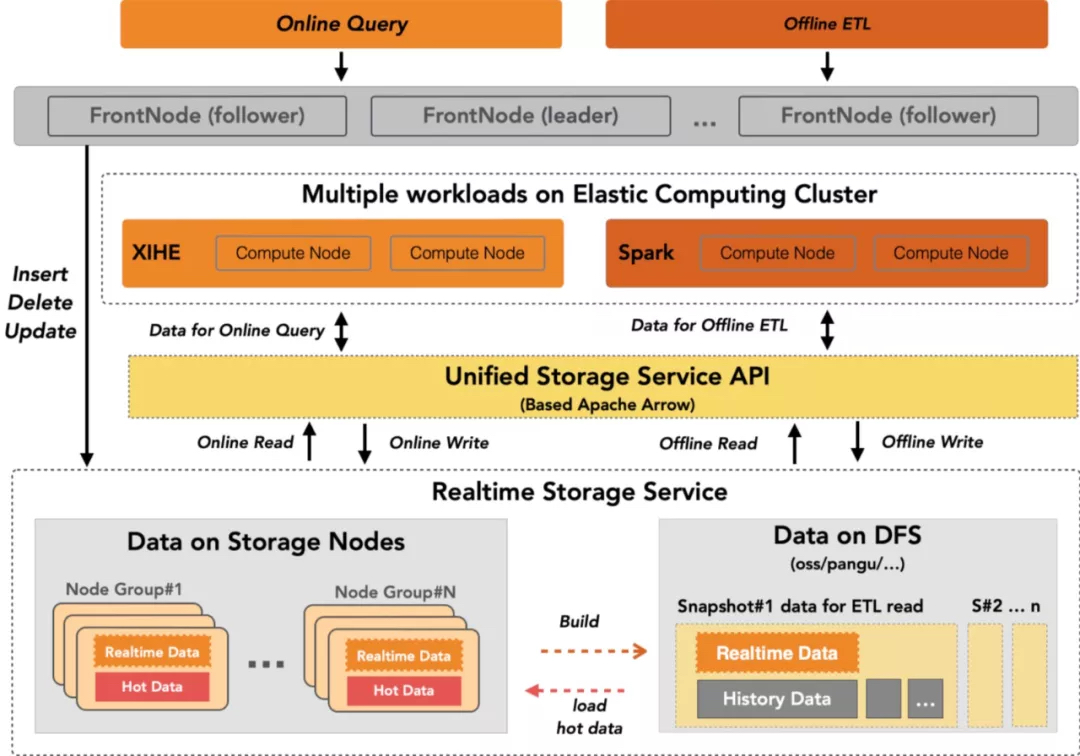 Online Query
Offline ETL
FrontNode (follower)
FrontNode (leader)
...
FrontNode (follower)
Multiple workloads on Elastic Computing Cluster
XIHE
Compute Node
Compute Node
Spark
Compute Node
Compute Node
Insert
Delete
Update
Data for Online Query
Data for Offline ETL
Unified Storage Service API
(Based Apache Arrow)
Online Read
Online Write
Offline Read
Offline Write
Realtime Storage Service
Data on Storage Nodes
Node Group#1
Realtime Data
Hot Data
...
Node Group#N
Realtime Data
Hot Data
Build
load
hot data
Data on DFS
(oss/pangu/...)
Snapshot#1 data for ETL read
S#2 ... n
Realtime Data
History Data
...